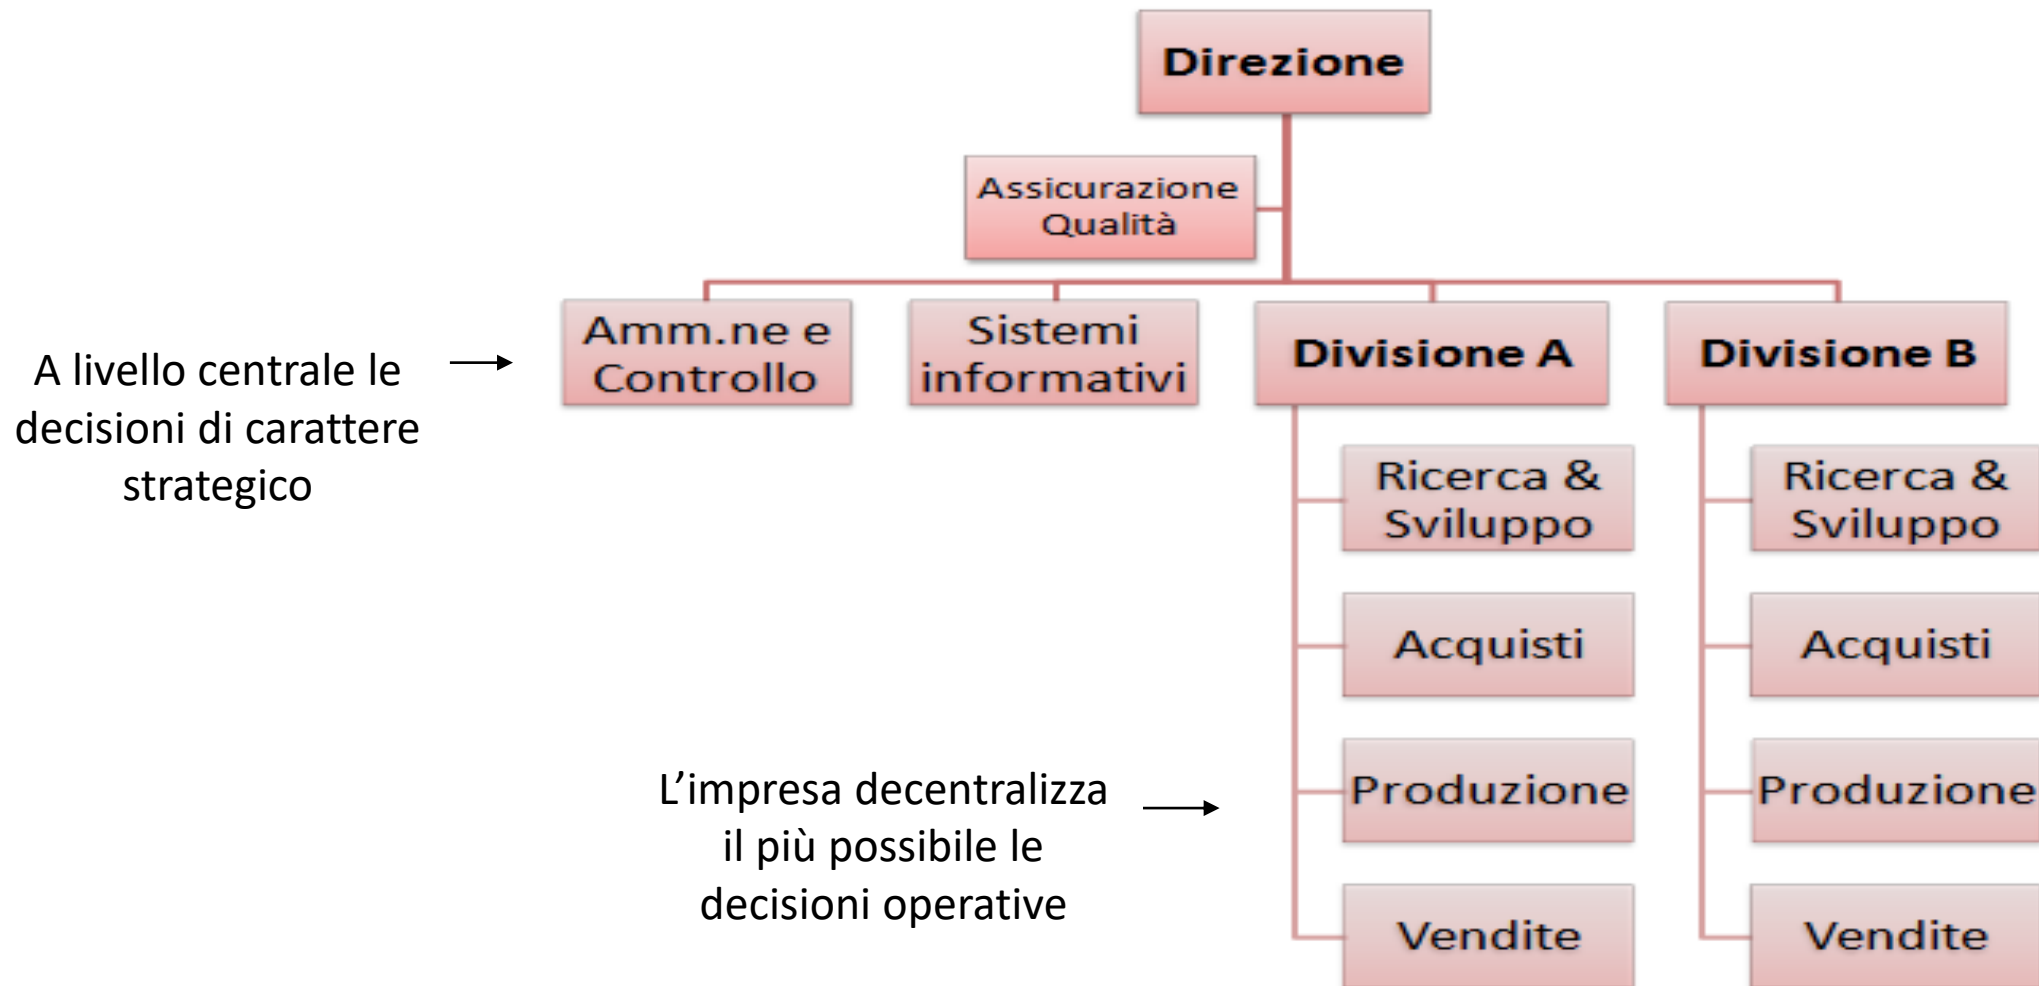 Direzione
Assicurazione
Qualità
Amm.ne e
Controllo
Sistemi
informativi
Divisione A
Divisione B
A livello centrale le
decisioni di carattere
strategico
Ricerca &
Sviluppo
Ricerca &
Sviluppo
Acquisti
Acquisti
L’impresa decentralizza
il più possibile le
decisioni operative
Produzione
Produzione
Vendite
Vendite